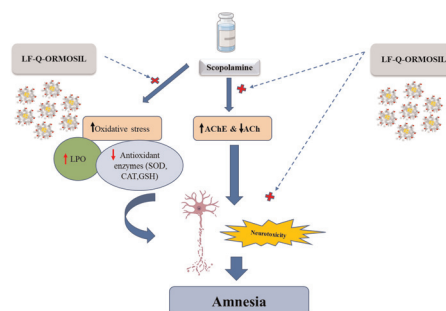 LF-Q-ORMOSIL
Scopolamine
LF-Q-ORMOSIL
↑Oxidative stress
↑AChE & ↓ACh
↑LPO
↓ Antioxidant
enzymes (SOD,
CAT,GSH)
Neurotoxicity
Amnesia